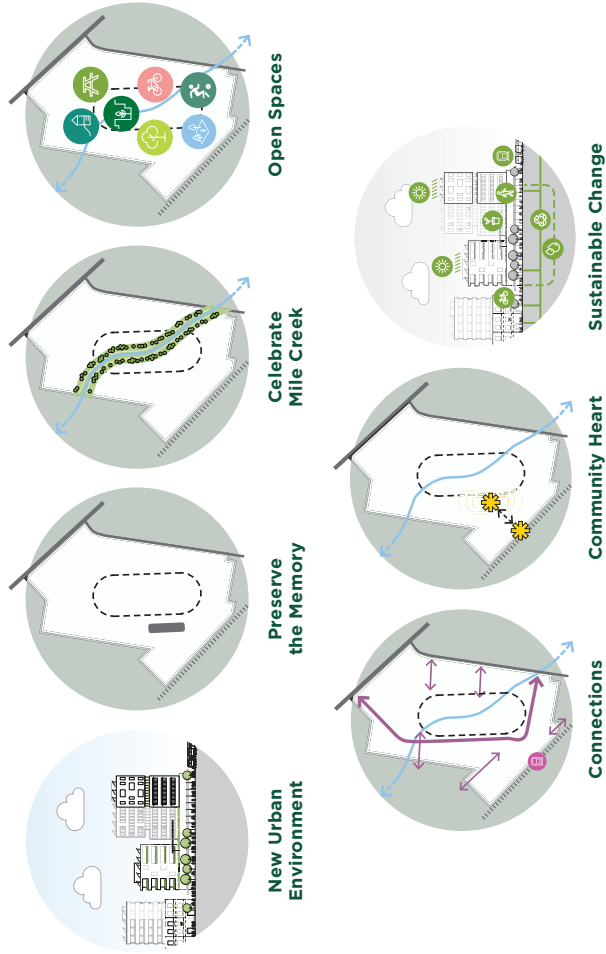 New Urban
Environment
Preserve
the Memory
Celebrate
Mile Creek
Open Spaces
Connections
Community Heart
Sustainable Change